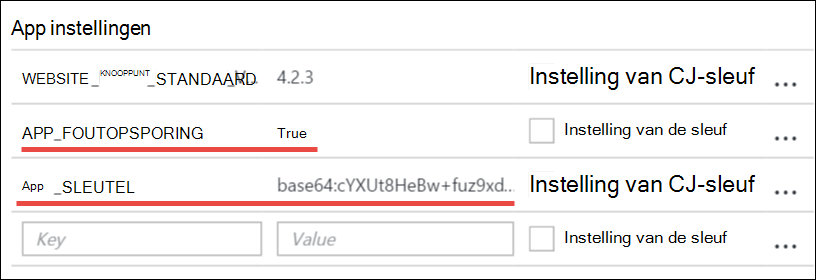 App instellingen
WEBSITE_KNOOPPUNT_STANDAARD_V... 4.2.3 Instelling van CJ-sleuf ...
APP_FOUTOPSPORING True Instelling van de sleuf ...
App _SLEUTEL base64:cYXUt8HeBw+fuz9xd... Instelling van CJ-sleuf ...
Key Value Instelling van de sleuf ...